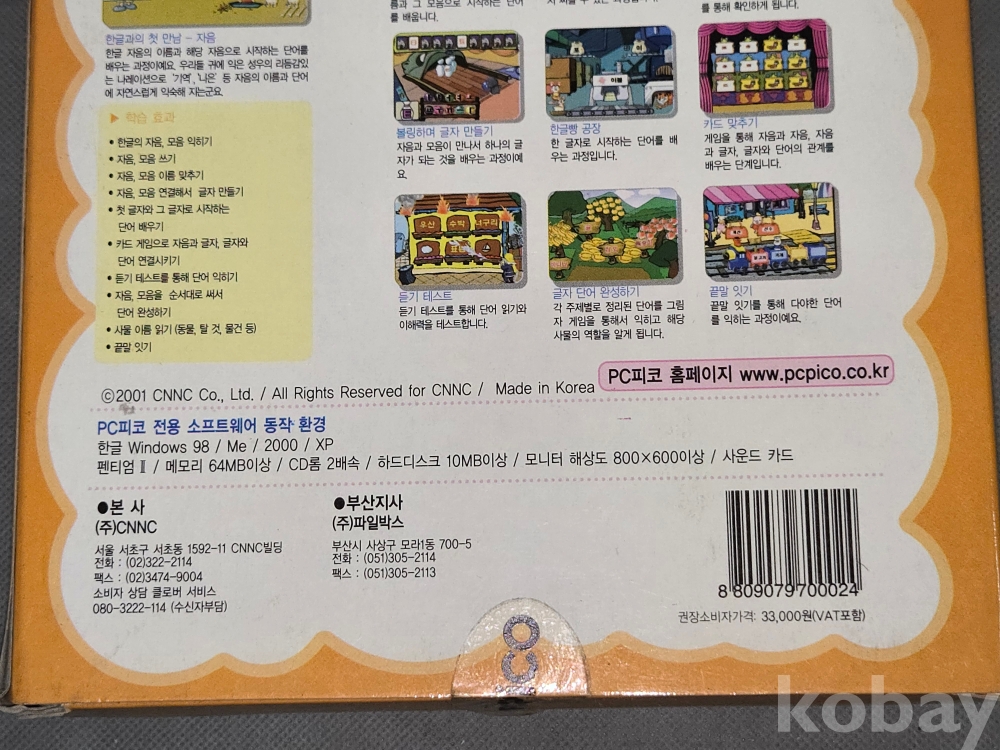 를 배웁니다.
를 통해 확인하게 됩니다.
한글과의 첫 만남 - 자음
한글 자음의 이름과 해당 자음으로 시작하는 단어를
배우는 과정이예요. 우리들 귀에 익은 성우의 리듬감있
는 나레이션으로 '기역', '니은' 등 자음의 이름과 단어
에 자연스럽게 익숙해 지는군요.
▶ 학습 효과
• 한글의 자음, 모음 익히기
• 자음, 모음 쓰기
• 자음, 모음 이름 맞추기
• 자음, 모음 연결해서 글자 만들기
• 첫 글자와 그 글자로 시작하는
단어 배우기
• 카드 게임으로 자음과 글자, 글자와
단어 연결시키기
• 듣기 테스트를 통해 단어 익히기
• 자음, 모음을 순서대로 써서
단어 완성하기
• 사물 이름 읽기 (동물, 탈 것, 물건 등)
• 끝말 잇기
볼링하며 글자 만들기
자음과 모음이 만나서 하나의 글
자가 되는 것을 배우는 과정이예
요.
한글빵 공장
한 글자로 시작하는 단어를 배
우는 과정입니다.
카드 맞추기
게임을 통해 자음과 자음, 자음
과 글자, 글자와 단어의 관계를
배우는 단계입니다.
우산 수박 너구리
듣기 테스트
듣기 테스트를 통해 단어 읽기와
이해력을 테스트합니다.
글자 단어 완성하기
각 주제별로 정리된 단어를 그림
자 게임을 통해서 익히고 해당
사물의 역할을 알게 됩니다.
끝말 잇기
끝말 잇기를 통해 다양한 단어
를 익히는 과정이예요.
PC피코 홈페이지 www.pcpico.co.kr
©2001 CNNC Co., Ltd. / All Rights Reserved for CNNC / Made in Korea
PC피코 전용 소프트웨어 동작 환경
한글 Windows 98 / Me / 2000 / XP
펜티엄 Ⅱ / 메모리 64MB이상 / CD롬 2배속 / 하드디스크 10MB이상 / 모니터 해상도 800×600이상 / 사운드 카드
●본 사
(주)CNNC
서울 서초구 서초동 1592-11 CNNC빌딩
전화 : (02)322-2114
팩스 : (02)3474-9004
소비자 상담 클로버 서비스
080-3222-114 (수신자부담)
●부산지사
(주)파일박스
부산시 사상구 모라1동 700-5
전화 : (051)305-2114
팩스 : (051)305-2113
8 809079 700024
권장소비자가격: 33,000원(VAT포함)
kobay